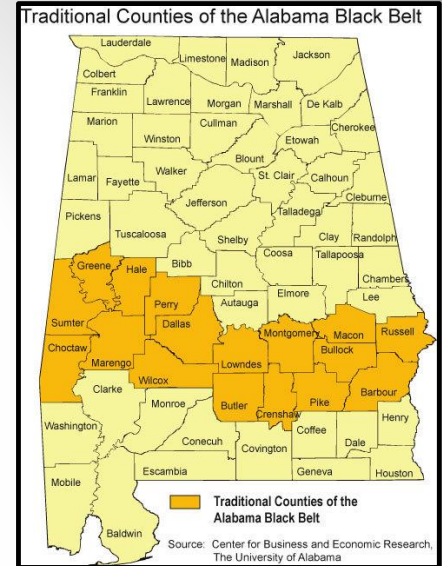 Traditional Counties of the Alabama Black Belt
Lauderdale
Limestone
Madison
Jackson
Colbert
Franklin
Lawrence
Morgan
Marshall
De Kalb
Marion
Winston
Cullman
Cherokee
Etowah
Blount
Lamar
Fayette
Walker
St. Clair
Calhoun
Cleburne
Jefferson
Talladega
Pickens
Tuscaloosa
Shelby
Clay
Randolph
Bibb
Coosa
Tallapoosa
Greene
Hale
Chilton
Chambers
Perry
Autauga
Elmore
Lee
Sumter
Dallas
Montgomery
Macon
Russell
Choctaw
Marengo
Lowndes
Bullock
Wilcox
Clarke
Monroe
Butler
Crenshaw
Pike
Barbour
Washington
Conecuh
Covington
Coffee
Dale
Henry
Mobile
Escambia
Geneva
Houston
Baldwin
Traditional Counties of the
Alabama Black Belt
Source: Center for Business and Economic Research,
The University of Alabama